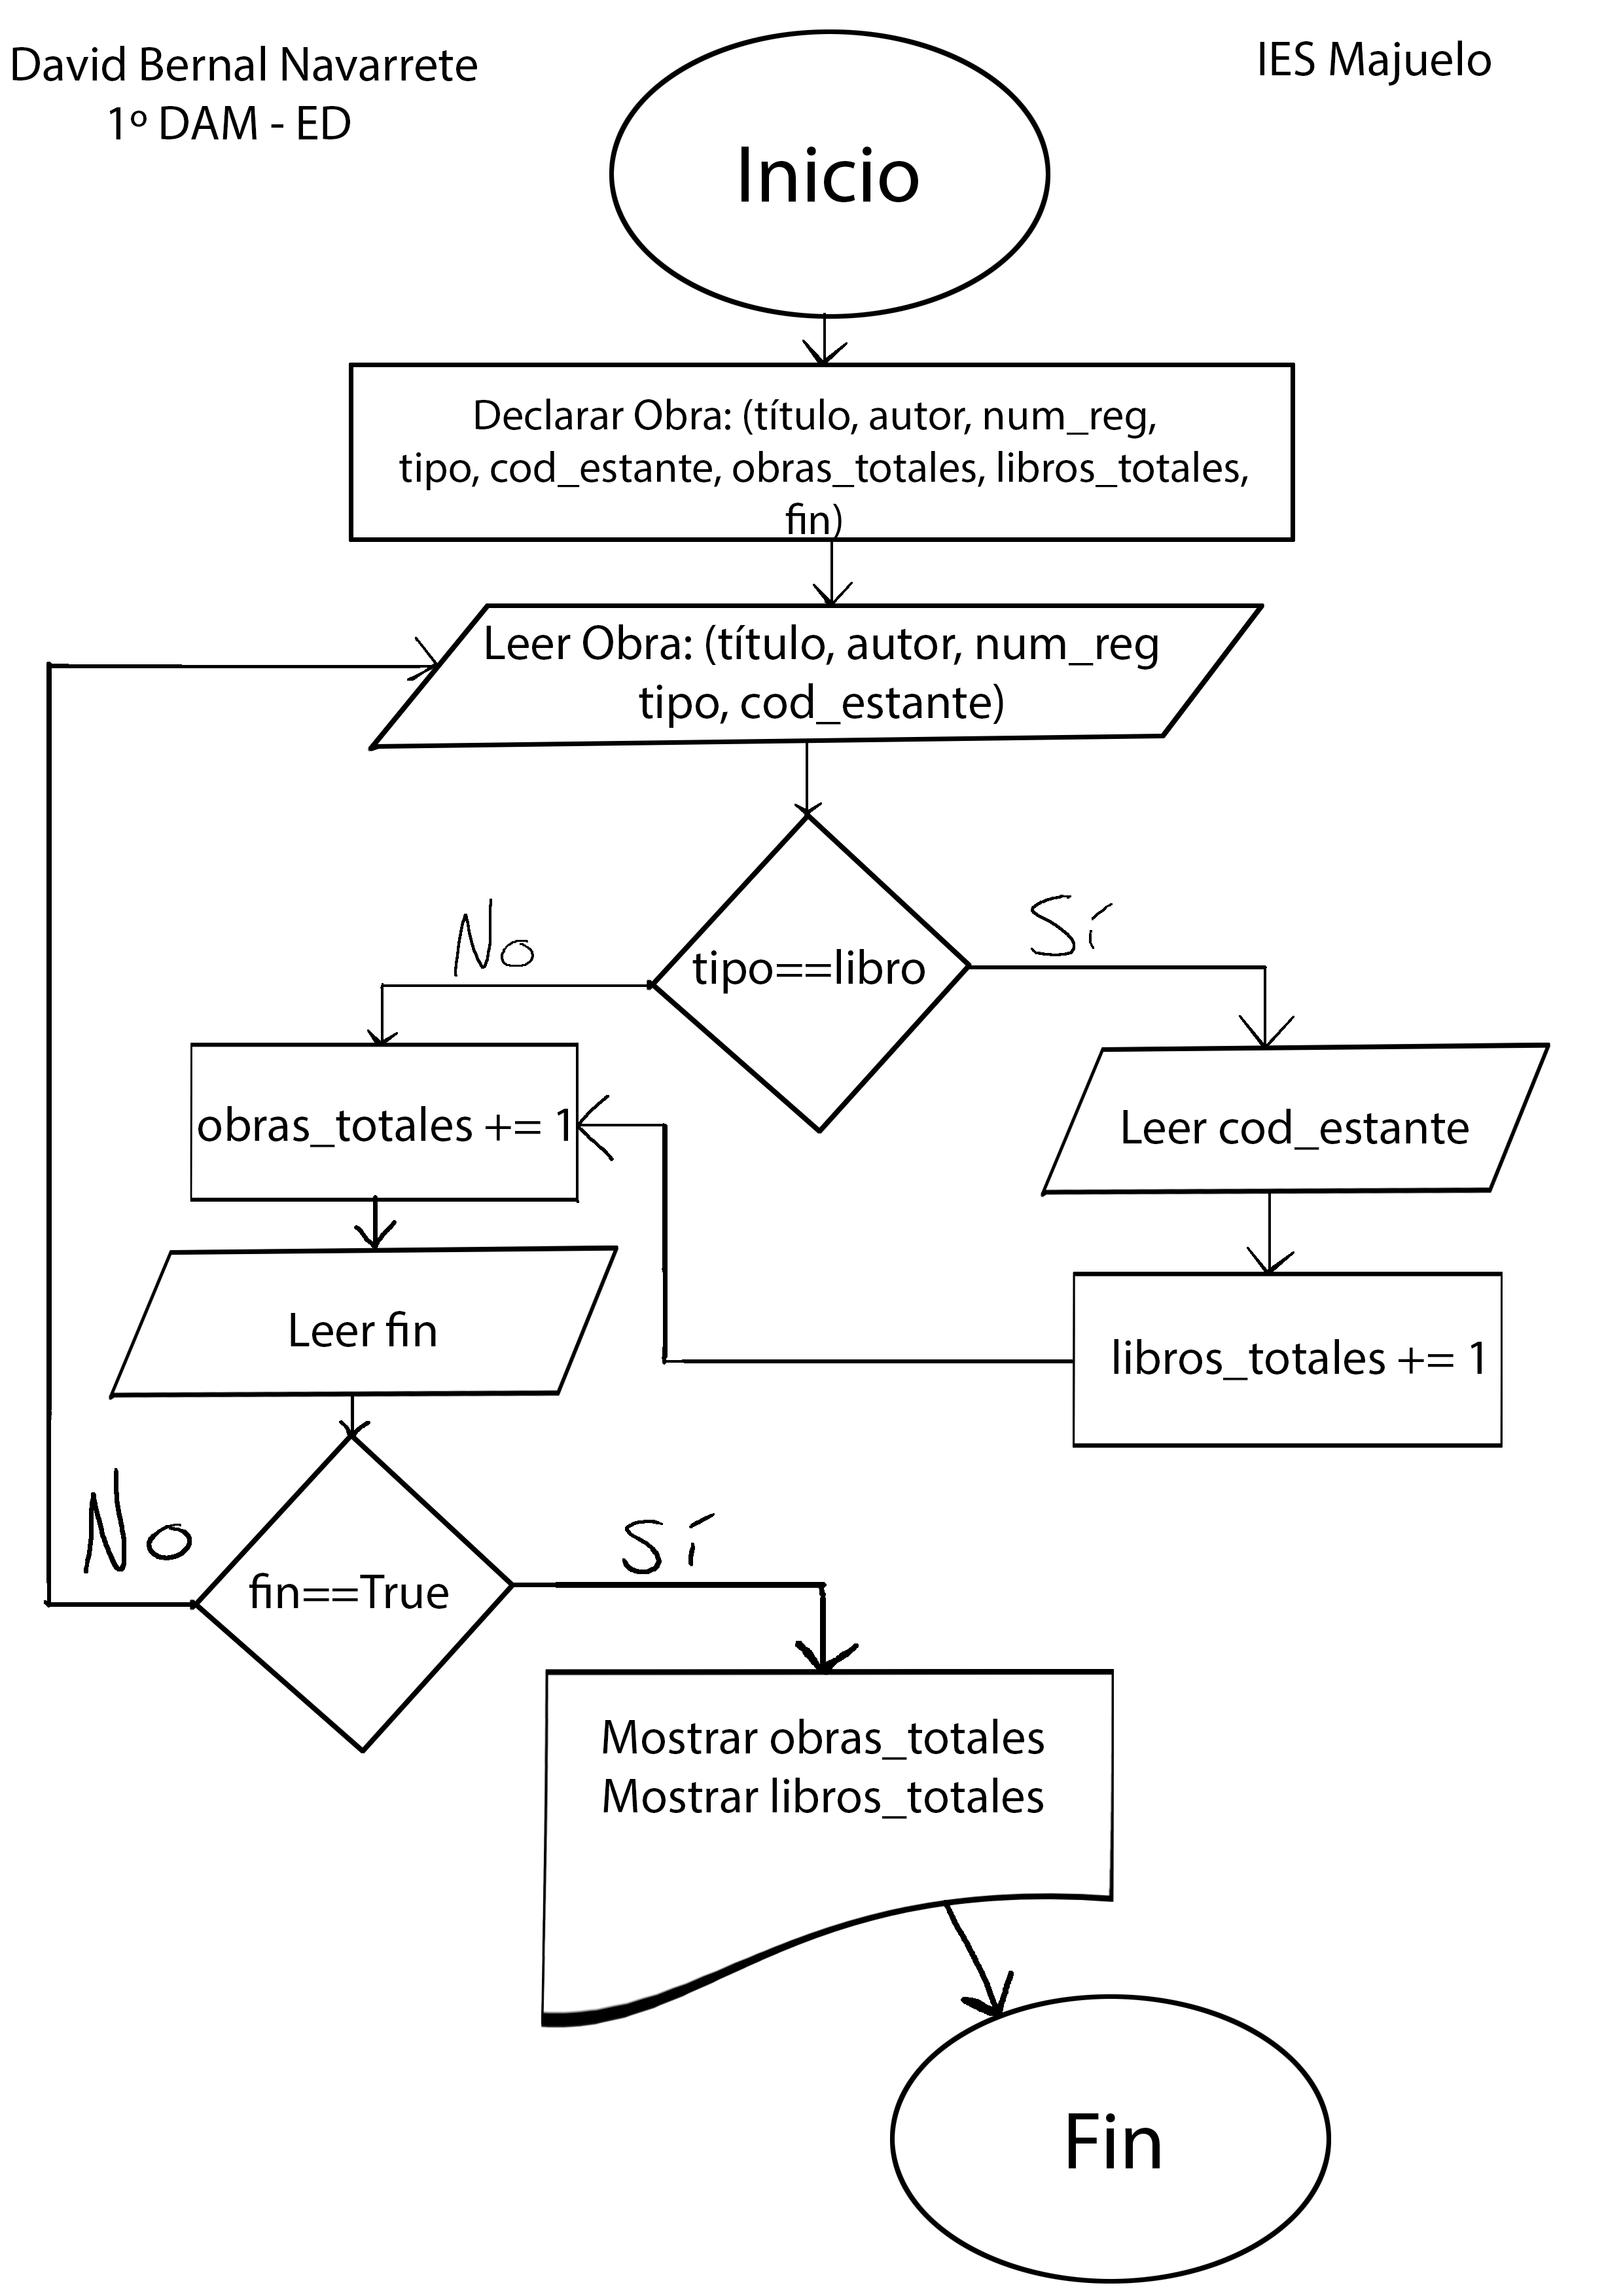 David Bernal Navarrete
1º DAM - ED
IES Majuelo
Inicio
Declarar Obra: (título, autor, num_reg,
tipo, cod_estante, obras_totales, libros_totales,
fin)
Leer Obra: (título, autor, num_reg
tipo, cod_estante)
No
Sí
tipo==libro
obras_totales += 1
Leer cod_estante
Leer fin
libros_totales += 1
No
Sí
fin==True
Mostrar obras_totales
Mostrar libros_totales
Fin